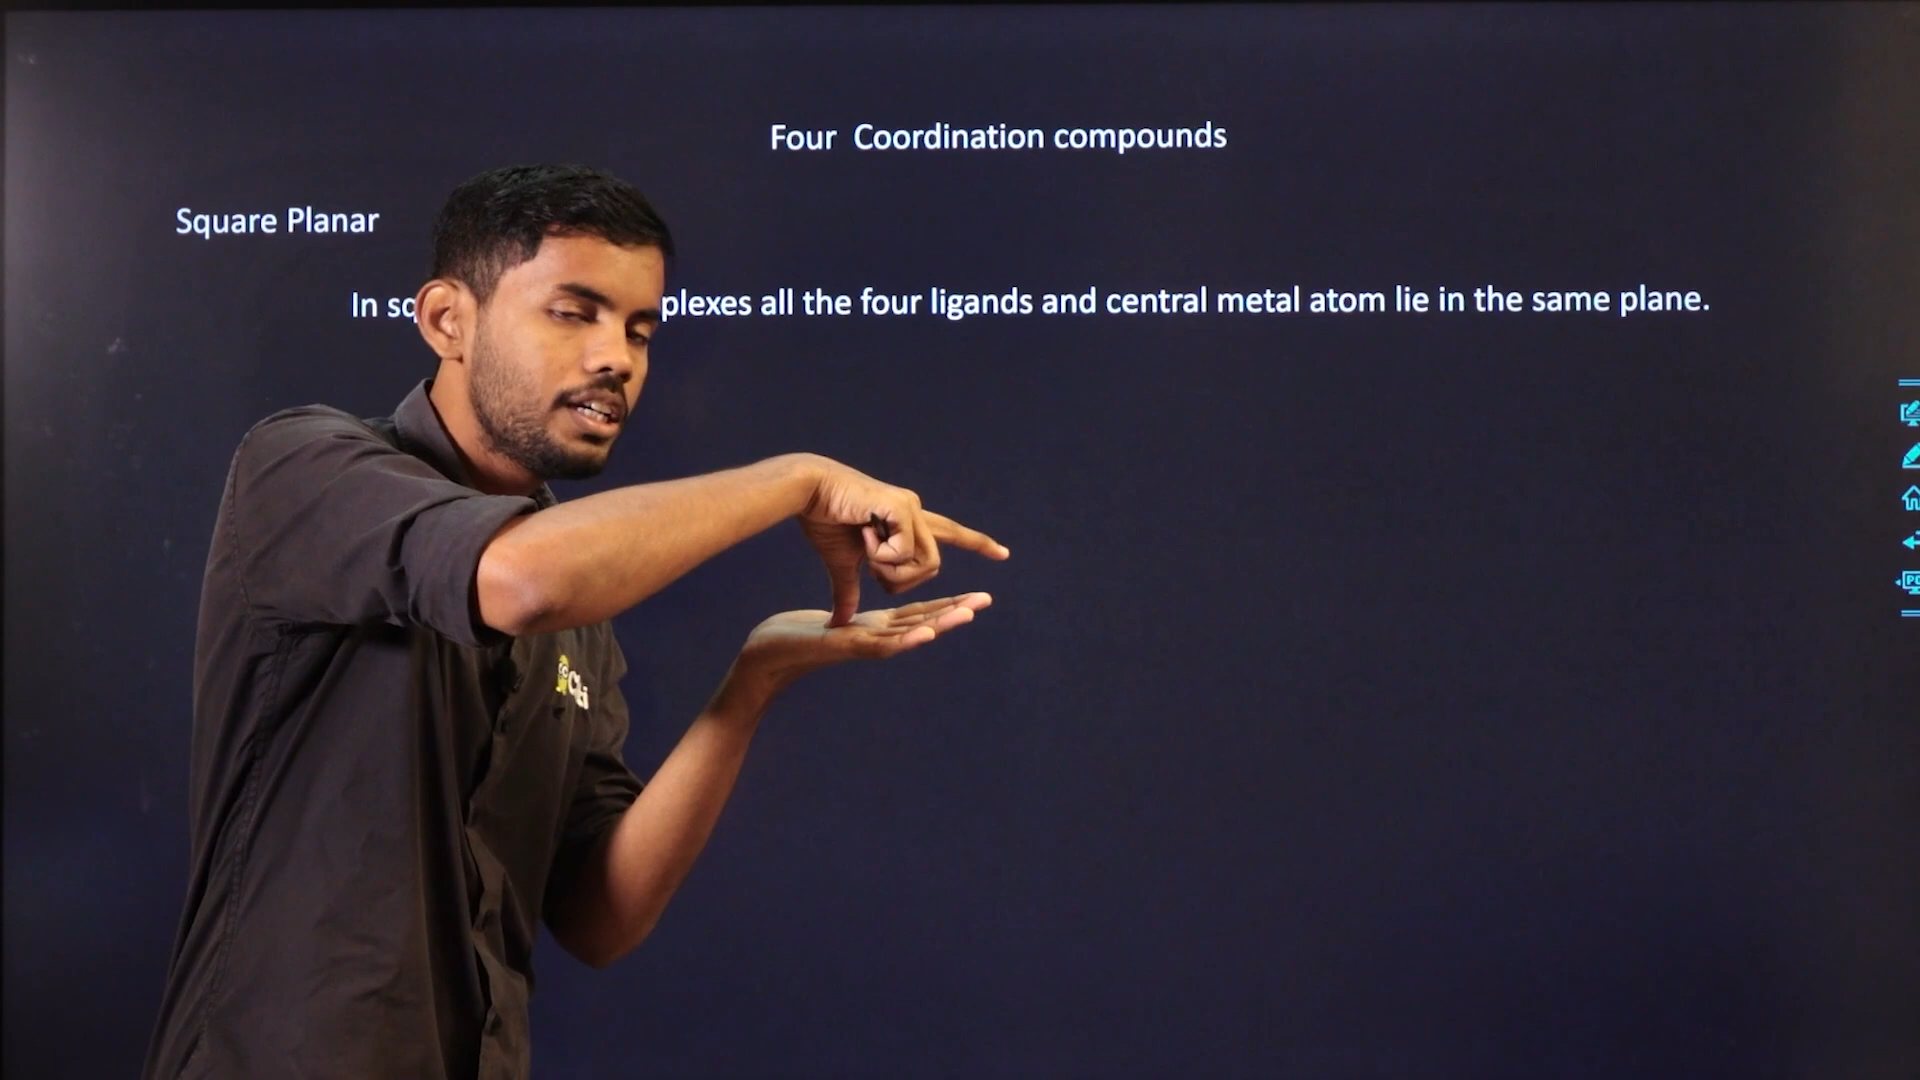 Four Coordination compounds
Square Planar
In sq plexes all the four ligands and central metal atom lie in the same plane.